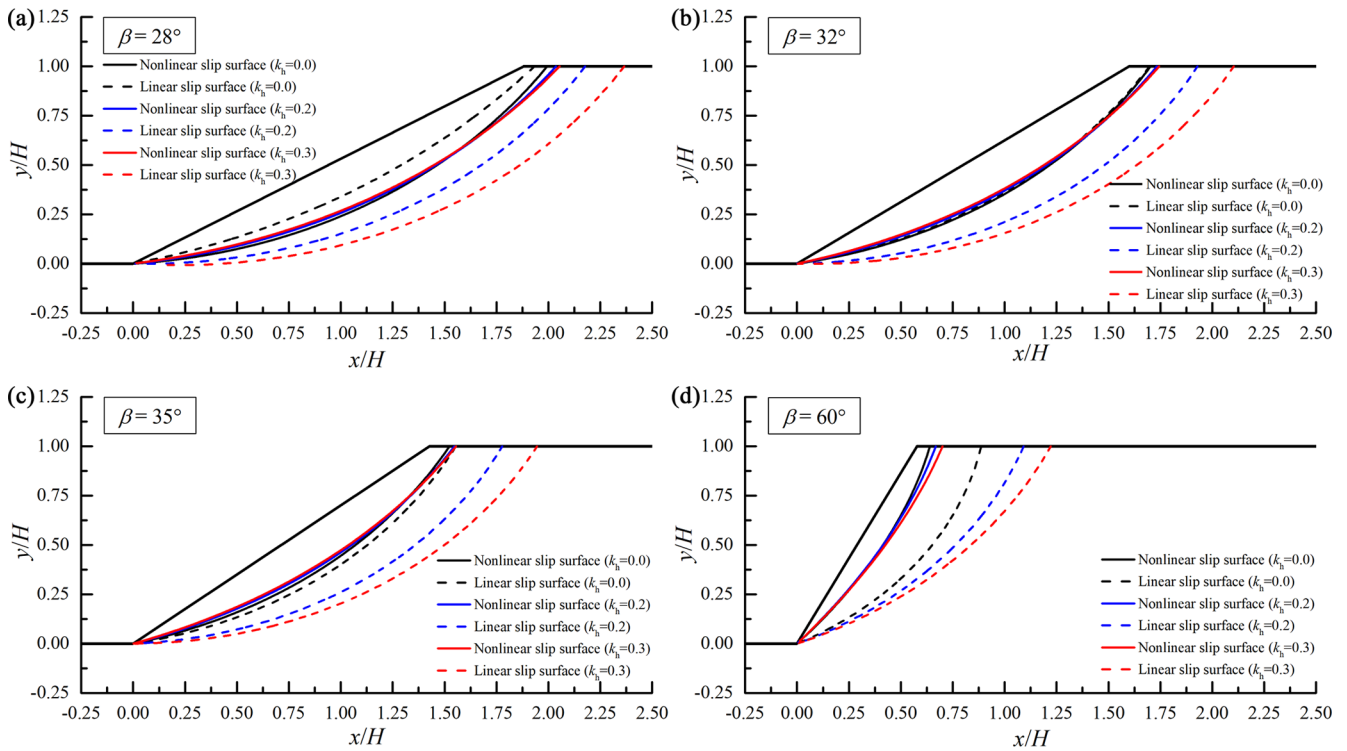 (a)
1.25
1.00
0.75
0.50
0.25
0.00
-0.25
y/H
β = 28°
Nonlinear slip surface (kh=0.0)
Linear slip surface (kh=0.0)
Nonlinear slip surface (kh=0.2)
Linear slip surface (kh=0.2)
Nonlinear slip surface (kh=0.3)
Linear slip surface (kh=0.3)
-0.25 0.00 0.25 0.50 0.75 1.00 1.25 1.50 1.75 2.00 2.25 2.50
x/H
(b)
1.25
1.00
0.75
0.50
0.25
0.00
-0.25
y/H
β = 32°
Nonlinear slip surface (kh=0.0)
Linear slip surface (kh=0.0)
Nonlinear slip surface (kh=0.2)
Linear slip surface (kh=0.2)
Nonlinear slip surface (kh=0.3)
Linear slip surface (kh=0.3)
-0.25 0.00 0.25 0.50 0.75 1.00 1.25 1.50 1.75 2.00 2.25 2.50
x/H
(c)
1.25
1.00
0.75
0.50
0.25
0.00
-0.25
y/H
β = 35°
Nonlinear slip surface (kh=0.0)
Linear slip surface (kh=0.0)
Nonlinear slip surface (kh=0.2)
Linear slip surface (kh=0.2)
Nonlinear slip surface (kh=0.3)
Linear slip surface (kh=0.3)
-0.25 0.00 0.25 0.50 0.75 1.00 1.25 1.50 1.75 2.00 2.25 2.50
x/H
(d)
1.25
1.00
0.75
0.50
0.25
0.00
-0.25
y/H
β = 60°
Nonlinear slip surface (kh=0.0)
Linear slip surface (kh=0.0)
Nonlinear slip surface (kh=0.2)
Linear slip surface (kh=0.2)
Nonlinear slip surface (kh=0.3)
Linear slip surface (kh=0.3)
-0.25 0.00 0.25 0.50 0.75 1.00 1.25 1.50 1.75 2.00 2.25 2.50
x/H